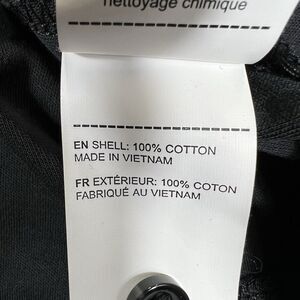 nettoyage chimique
EN SHELL: 100% COTTON
MADE IN VIETNAM
FR EXTÉRIEUR: 100% COTON
FABRIQUÉ AU VIETNAM